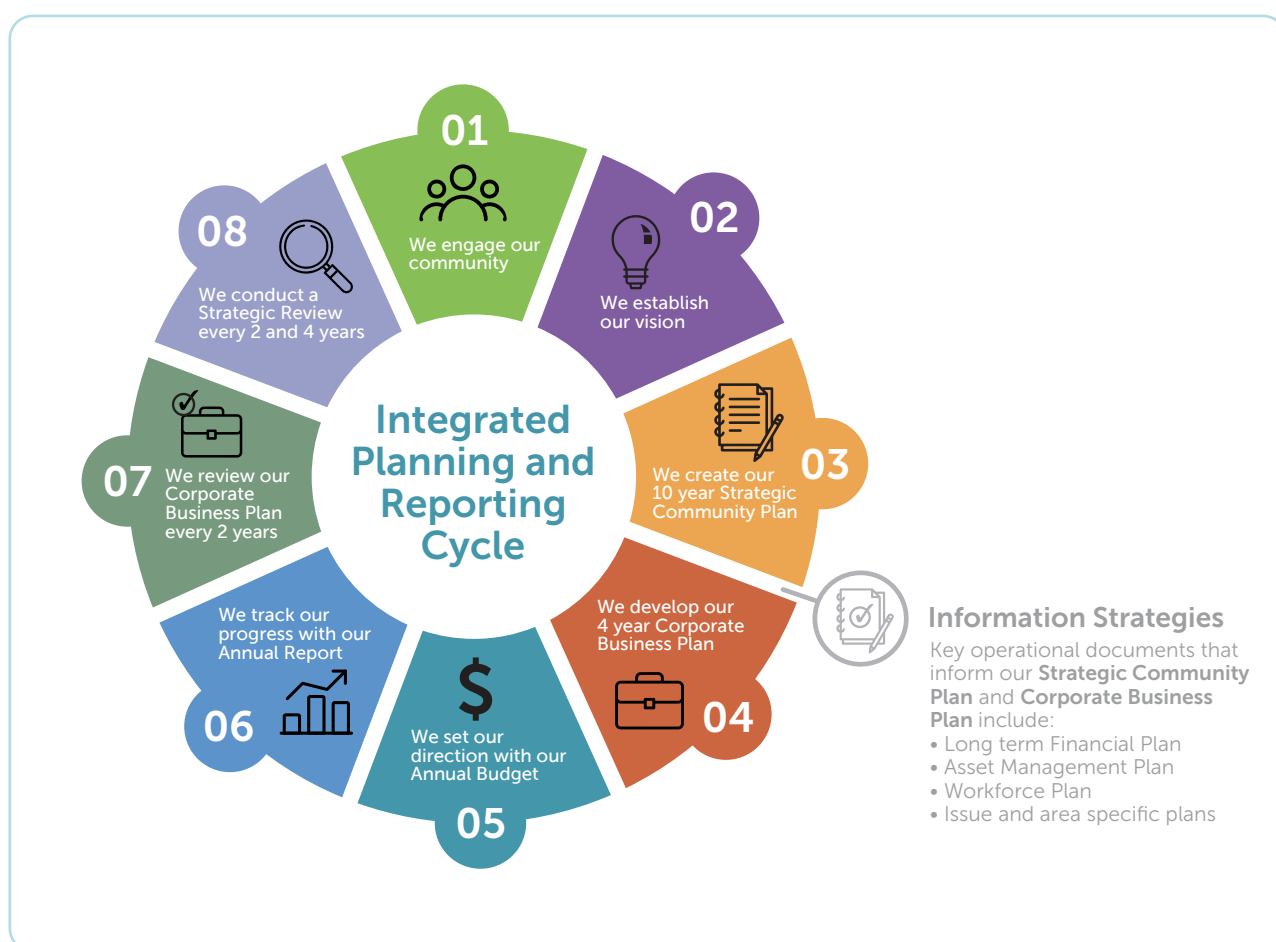 01
We engage our
community
02
We establish
our vision
03
We create our
10 year Strategic
Community Plan
04
We develop our
4 year Corporate
Business Plan
05
We set our
direction with our
Annual Budget
06
We track our
progress with our
Annual Report
07
We review our
Corporate
Business Plan
every 2 years
08
We conduct a
Strategic Review
every 2 and 4 years
Integrated
Planning and
Reporting
Cycle
Information Strategies
Key operational documents that
inform our Strategic Community
Plan and Corporate Business
Plan include:
• Long term Financial Plan
• Asset Management Plan
• Workforce Plan
• Issue and area specific plans